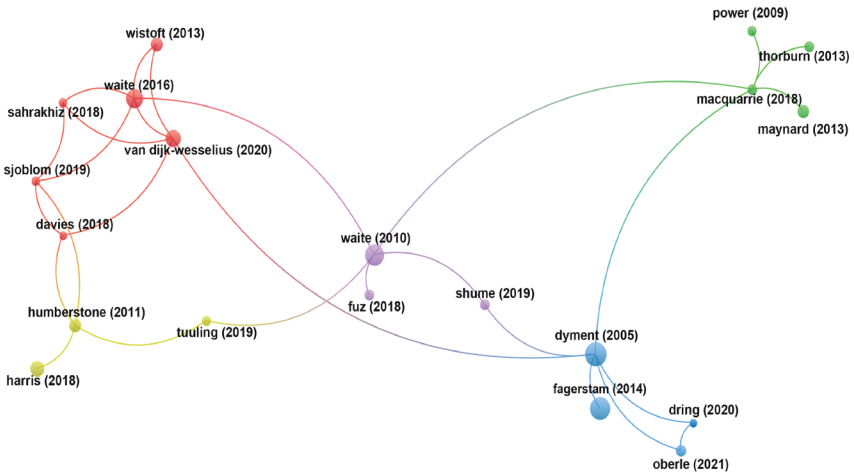 power (2009)
wistoft (2013)
thorburn (2013)
waite (2016)
macquarrie (2018)
sahrakhiz (2018)
maynard (2013)
van dijk-wesselius (2020)
sjoblom (2019)
davies (2018)
waite (2010)
shume (2019)
fuz (2018)
humberstone (2011)
tuuling (2019)
dyment (2005)
harris (2018)
fagerstam (2014)
dring (2020)
oberle (2021)